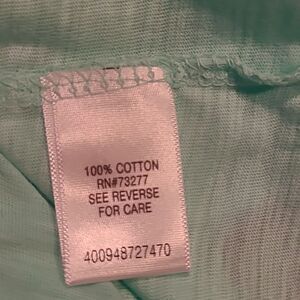 100% COTTON
RN#73277
SEE REVERSE
FOR CARE
400948727470